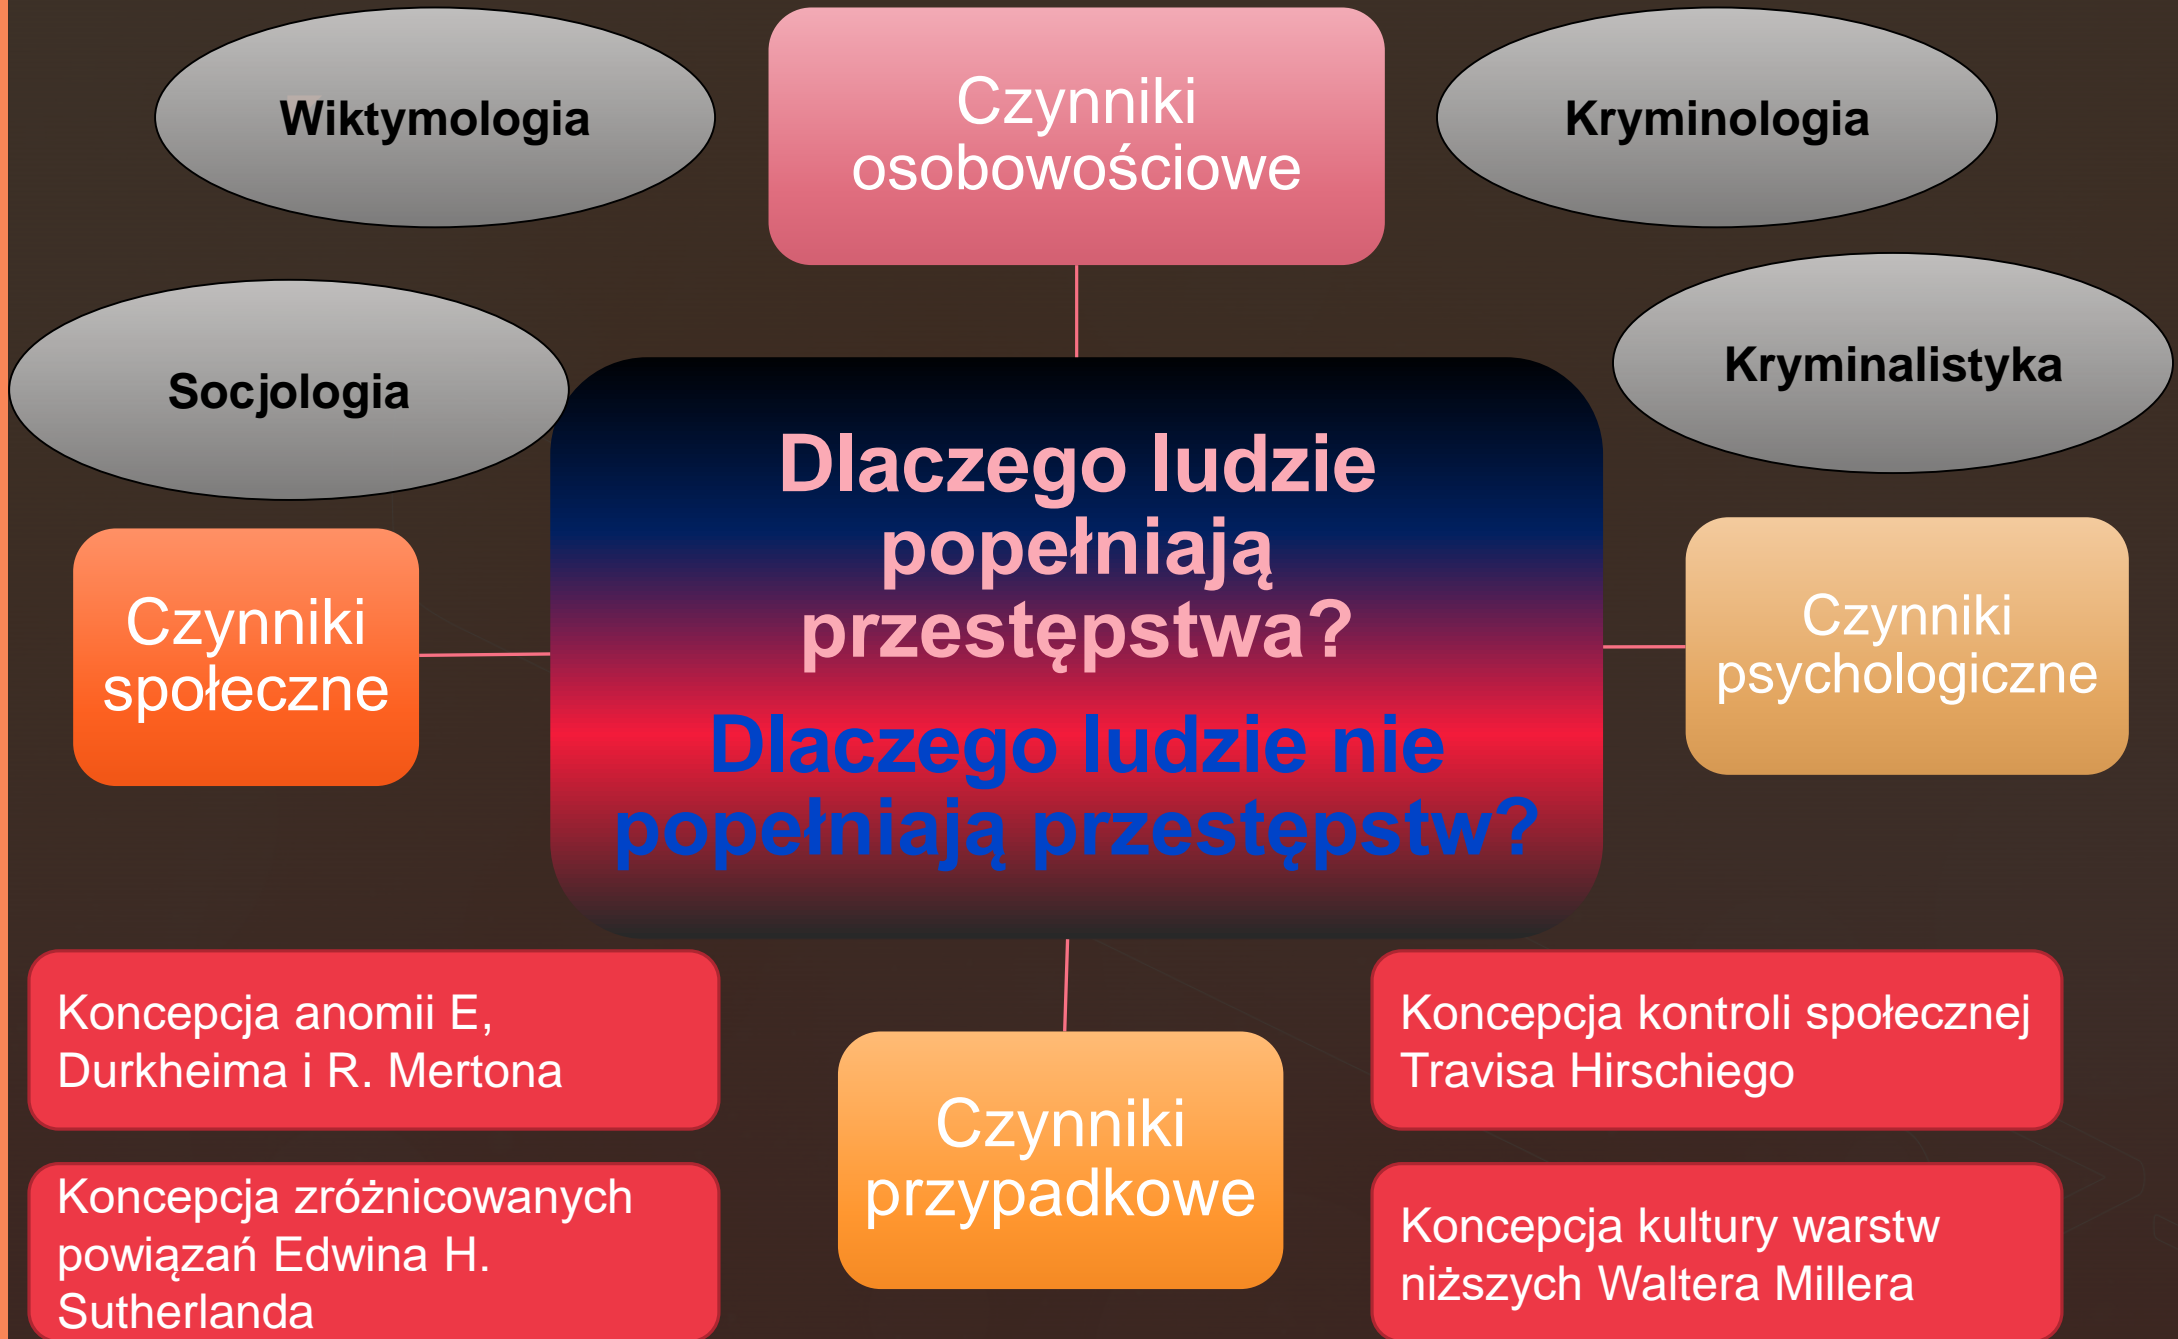 Wiktymologia
Czynniki
osobowościowe
Kryminologia
Socjologia
Kryminalistyka
Dlaczego ludzie
popełniają
przestępstwa?
Dlaczego ludzie nie
popełniają przestępstw?
Czynniki
społeczne
Czynniki
psychologiczne
Koncepcja anomii E,
Durkheima i R. Mertona
Koncepcja zróżnicowanych
powiązań Edwina H.
Sutherlanda
Czynniki
przypadkowe
Koncepcja kontroli społecznej
Travisa Hirschiego
Koncepcja kultury warstw
niższych Waltera Millera